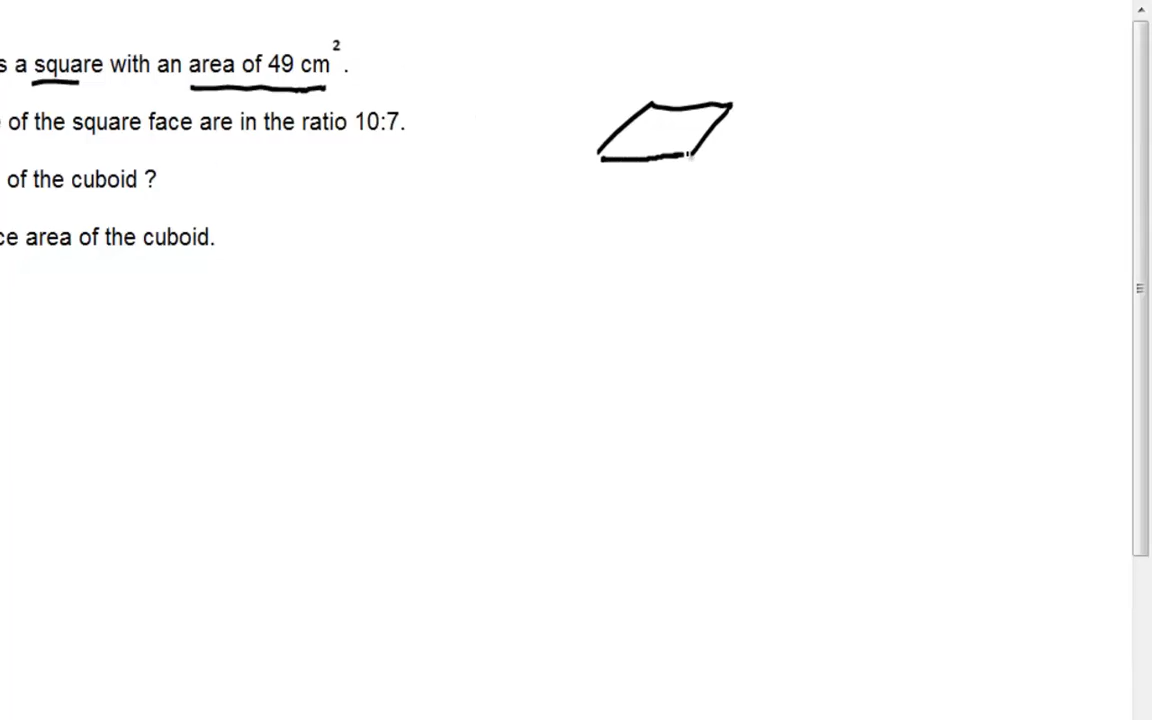 s a square with an area of 49 cm².
of the square face are in the ratio 10:7.
of the cuboid ?
ce area of the cuboid.